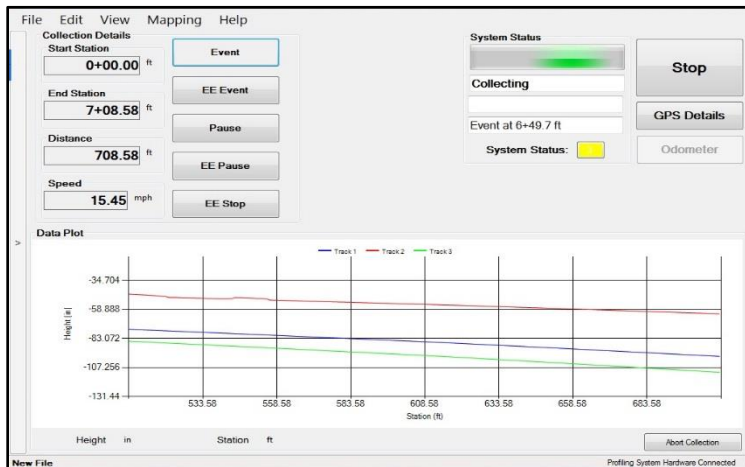 File Edit View Mapping Help
Collection Details
Start Station
0+00.00 ft
End Station
7+08.58 ft
Distance
708.58 ft
Speed
15.45 mph
Event
EE Event
Pause
EE Pause
EE Stop
System Status
Collecting
Event at 6+49.7 ft
System Status:
Stop
GPS Details
Odometer
>
Data Plot
Track 1 Track 2 Track 3
Height [in]
-34.704
-58.888
-83.072
-107.256
-131.44
533.58 558.58 583.58 608.58 633.58 658.58 683.58
Station (ft)
Height in Station ft
Abort Collection
New File
Profiling System Hardware Connected